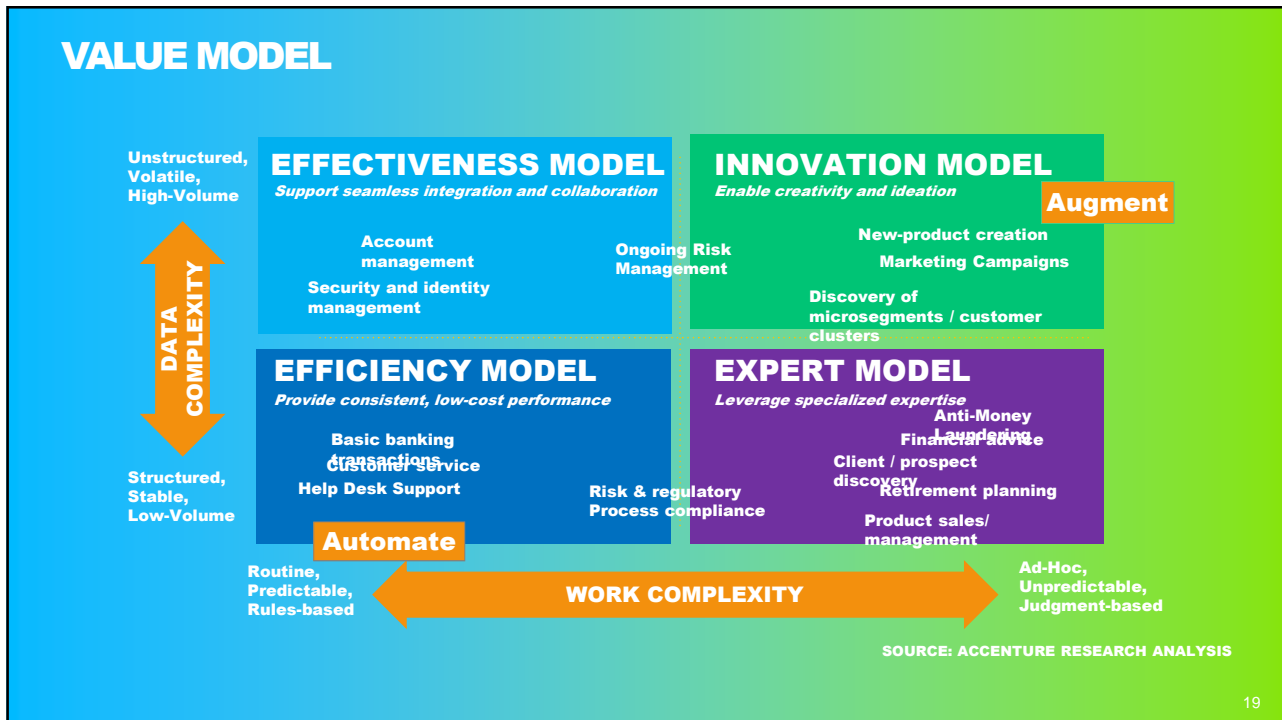 VALUE MODEL
Unstructured,
Volatile,
High-Volume
EFFECTIVENESS MODEL
Support seamless integration and collaboration
Account
management
Security and identity
management
Ongoing Risk
Management
INNOVATION MODEL
Enable creativity and ideation
Augment
New-product creation
Marketing Campaigns
Discovery of
microsegments / customer
clusters
DATA
COMPLEXITY
EFFICIENCY MODEL
Provide consistent, low-cost performance
Basic banking
transactions
Customer service
Help Desk Support
Risk & regulatory
Process compliance
EXPERT MODEL
Leverage specialized expertise
Anti-Money
Laundering
Financial advice
Client / prospect
discovery
Retirement planning
Product sales/
management
Structured,
Stable,
Low-Volume
Automate
Routine,
Predictable,
Rules-based
WORK COMPLEXITY
Ad-Hoc,
Unpredictable,
Judgment-based
SOURCE: ACCENTURE RESEARCH ANALYSIS
19